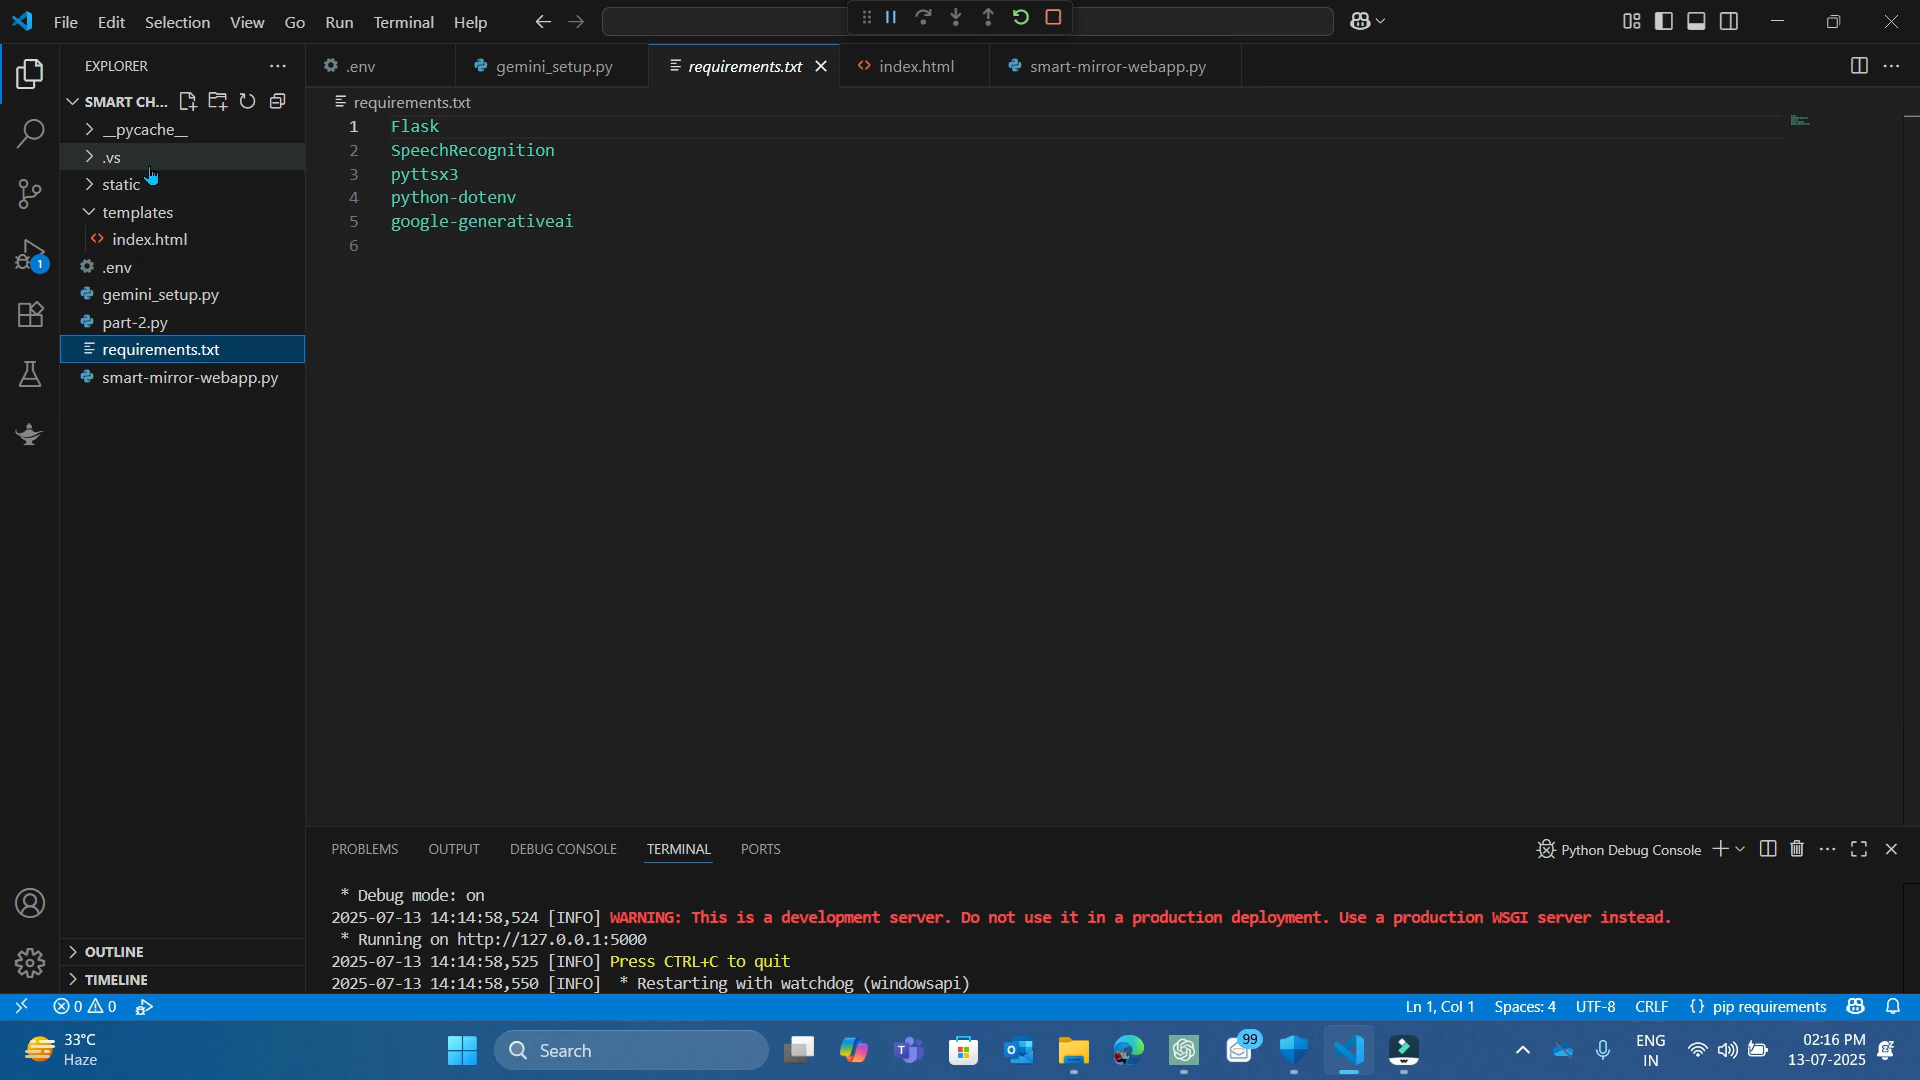 File Edit Selection View Go Run Terminal Help
EXPLORER
SMART CH...
__pycache__
.vs
static
templates
index.html
.env
gemini_setup.py
part-2.py
requirements.txt
smart-mirror-webapp.py
OUTLINE
TIMELINE
1
.env gemini_setup.py requirements.txt index.html smart-mirror-webapp.py
requirements.txt
1 Flask
2 SpeechRecognition
3 pyttsx3
4 python-dotenv
5 google-generativeai
6
PROBLEMS OUTPUT DEBUG CONSOLE TERMINAL PORTS
Python Debug Console
* Debug mode: on
2025-07-13 14:14:58,524 [INFO] WARNING: This is a development server. Do not use it in a production deployment. Use a production WSGI server instead.
* Running on http://127.0.0.1:5000
2025-07-13 14:14:58,525 [INFO] Press CTRL+C to quit
2025-07-13 14:14:58,550 [INFO] * Restarting with watchdog (windowsapi)
0 0
Ln 1, Col 1 Spaces: 4 UTF-8 CRLF {} pip requirements
33°C
Haze
Search
99
ENG
IN
02:16 PM
13-07-2025